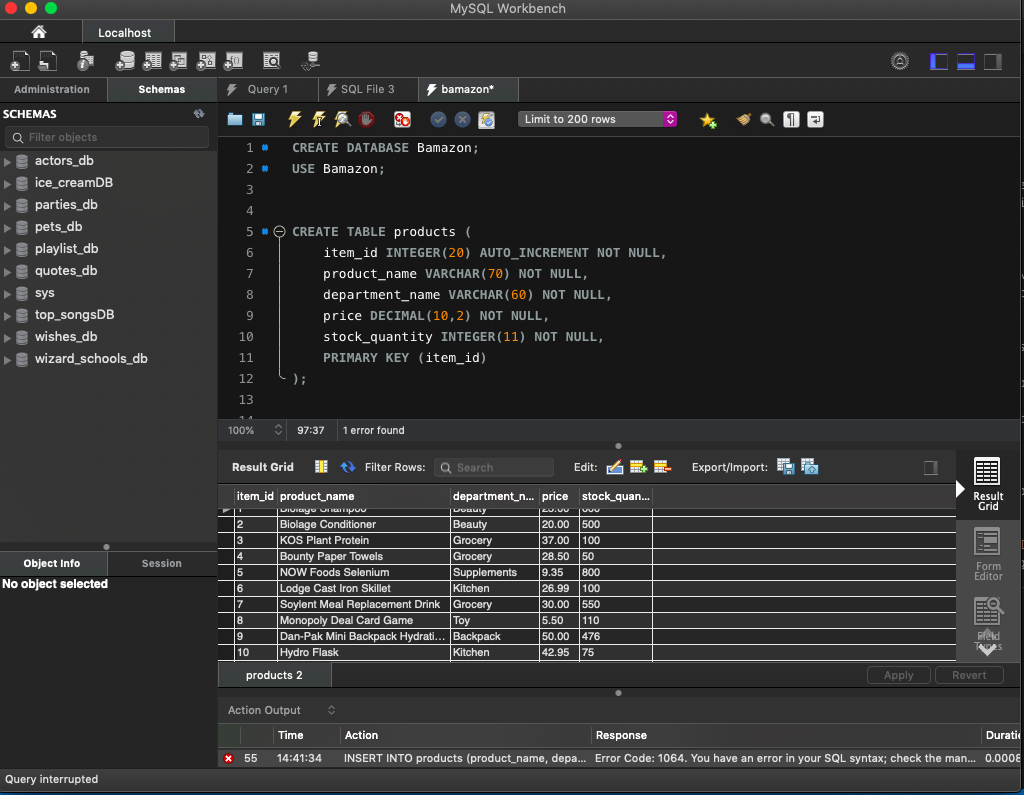 MySQL Workbench
Localhost
Administration Schemas Query 1 SQL File 3 bamazon*
SCHEMAS
Filter objects
actors_db
ice_creamDB
parties_db
pets_db
playlist_db
quotes_db
sys
top_songsDB
wishes_db
wizard_schools_db
Object Info Session
No object selected
Limit to 200 rows
1 CREATE DATABASE Bamazon;
2 USE Bamazon;
3
4
5 CREATE TABLE products (
6 item_id INTEGER(20) AUTO_INCREMENT NOT NULL,
7 product_name VARCHAR(70) NOT NULL,
8 department_name VARCHAR(60) NOT NULL,
9 price DECIMAL(10,2) NOT NULL,
10 stock_quantity INTEGER(11) NOT NULL,
11 PRIMARY KEY (item_id)
12 );
13
100% 97:37 1 error found
Result Grid Filter Rows: Search Edit: Export/Import:
item_id product_name department_n... price stock_quan...
1 Biolage Shampoo Beauty 25.00 600
2 Biolage Conditioner Beauty 20.00 500
3 KOS Plant Protein Grocery 37.00 100
4 Bounty Paper Towels Grocery 28.50 50
5 NOW Foods Selenium Supplements 9.35 800
6 Lodge Cast Iron Skillet Kitchen 26.99 100
7 Soylent Meal Replacement Drink Grocery 30.00 550
8 Monopoly Deal Card Game Toy 5.50 110
9 Dan-Pak Mini Backpack Hydrati... Backpack 50.00 476
10 Hydro Flask Kitchen 42.95 75
Result
Grid
Form
Editor
Field
Types
products 2 Apply Revert
Action Output
Time Action Response Duratic
55 14:41:34 INSERT INTO products (product_name, depa... Error Code: 1064. You have an error in your SQL syntax; check the man... 0.0008
Query interrupted